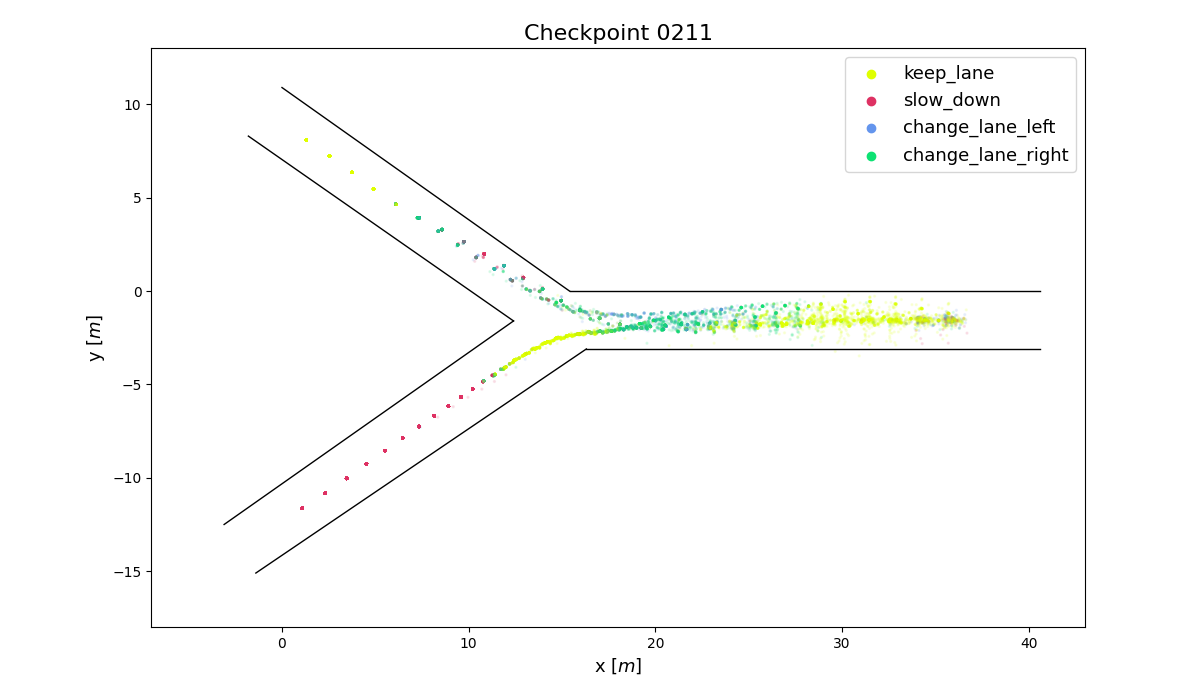 Checkpoint 0211
keep_lane
slow_down
change_lane_left
change_lane_right
10
5
0
−5
−10
−15
y [m]
0
10
20
30
40
x [m]